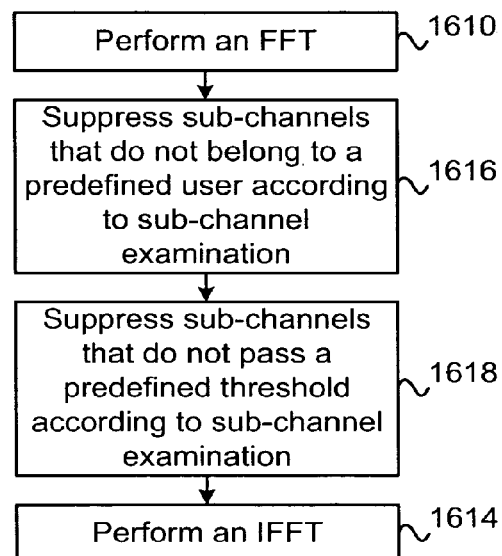 Perform an FFT
1610
Suppress sub-channels
that do not belong to a
predefined user according
to sub-channel
examination
1616
Suppress sub-channels
that do not pass a
predefined threshold
according to sub-channel
examination
1618
Perform an IFFT
1614